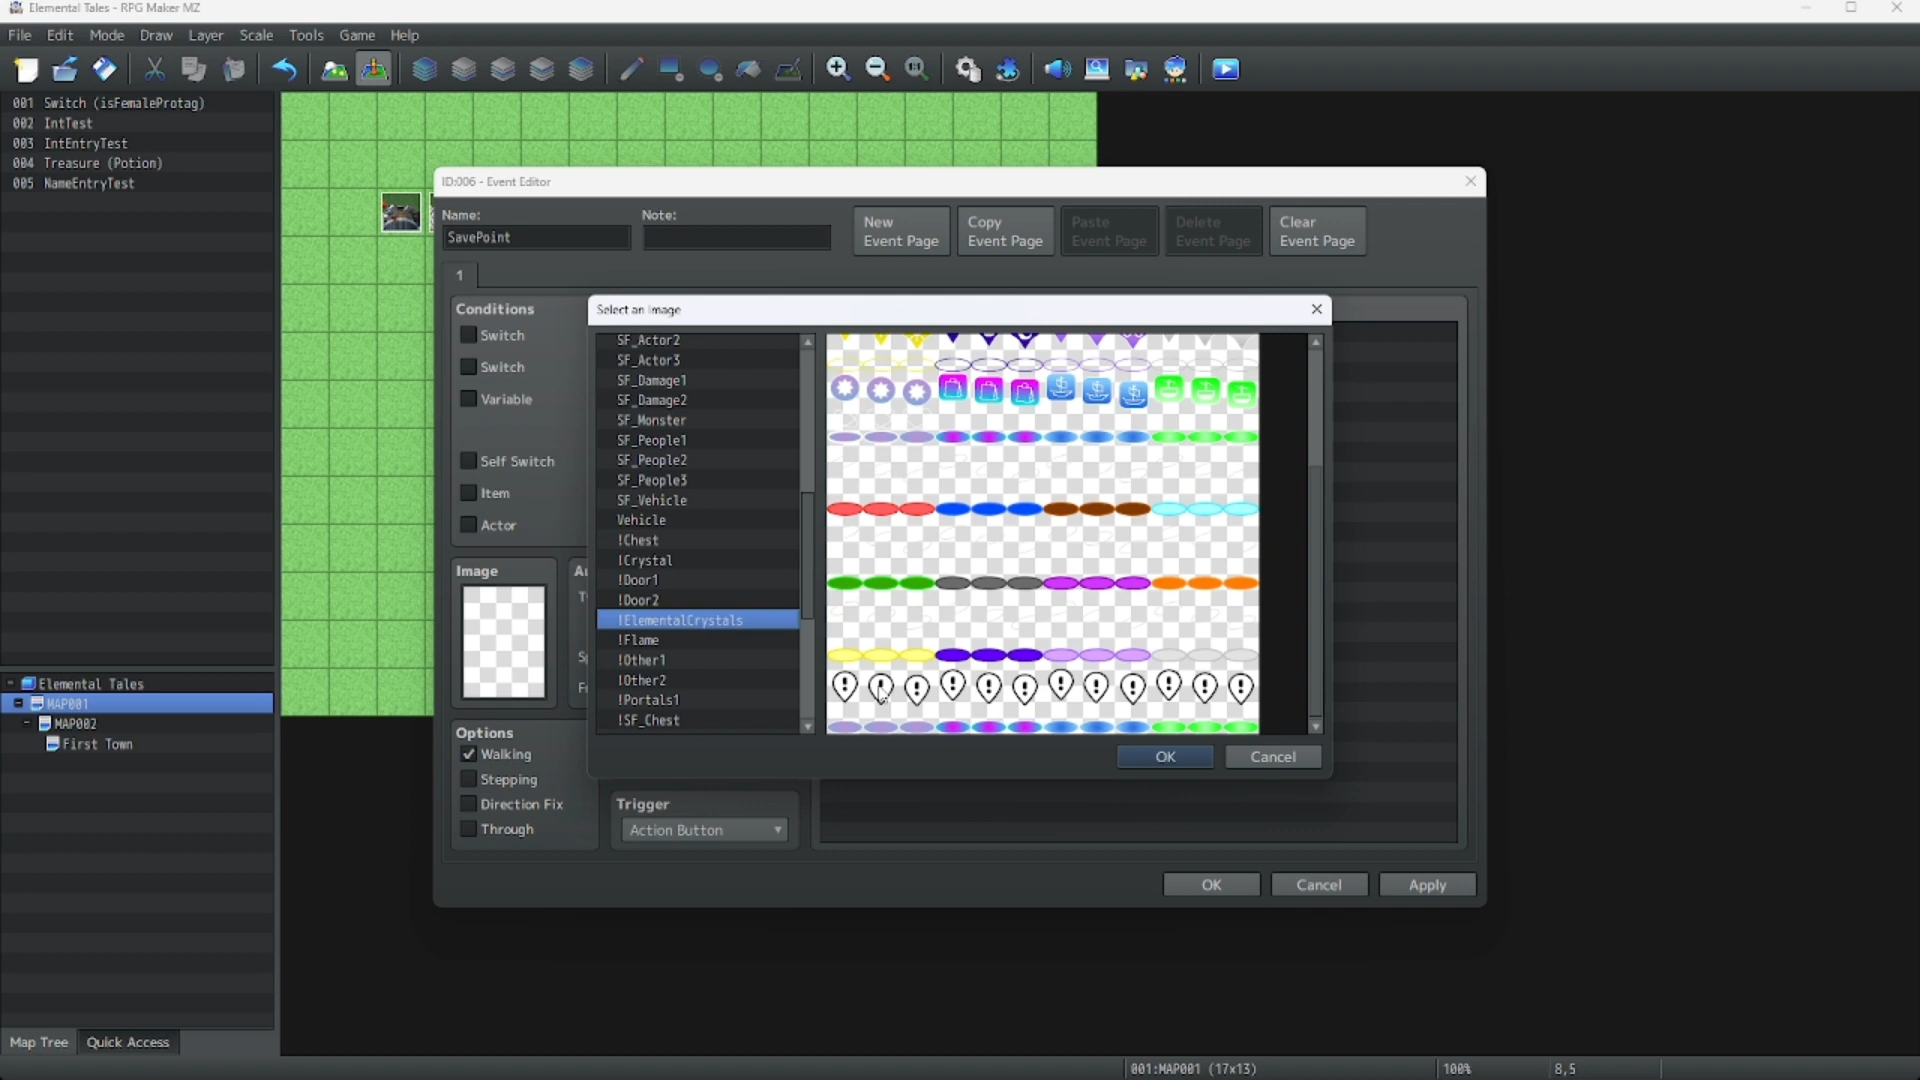 Elemental Tales - RPG Maker MZ
File Edit Mode Draw Layer Scale Tools Game Help
001 Switch (isFemaleProtag)
002 IntTest
003 IntEntryTest
004 Treasure (Potion)
005 NameEntryTest
ID:006 - Event Editor
Name:
Note:
SavePoint
New Event Page
Copy Event Page
Paste Event Page
Delete Event Page
Clear Event Page
1
Conditions
Switch
Switch
Variable
Self Switch
Item
Actor
Image
Options
Walking
Stepping
Direction Fix
Through
Trigger
Action Button
Select an Image
SF_Actor2
SF_Actor3
SF_Damage1
SF_Damage2
SF_Monster
SF_People1
SF_People2
SF_People3
SF_Vehicle
Vehicle
!Chest
!Crystal
!Door1
!Door2
!ElementalCrystals
!Flame
!Other1
!Other2
!Portals1
!SF_Chest
OK Cancel
OK Cancel Apply
Elemental Tales
MAP001
MAP002
First Town
Map Tree Quick Access
001:MAP001 (17x13) 100% 8,5